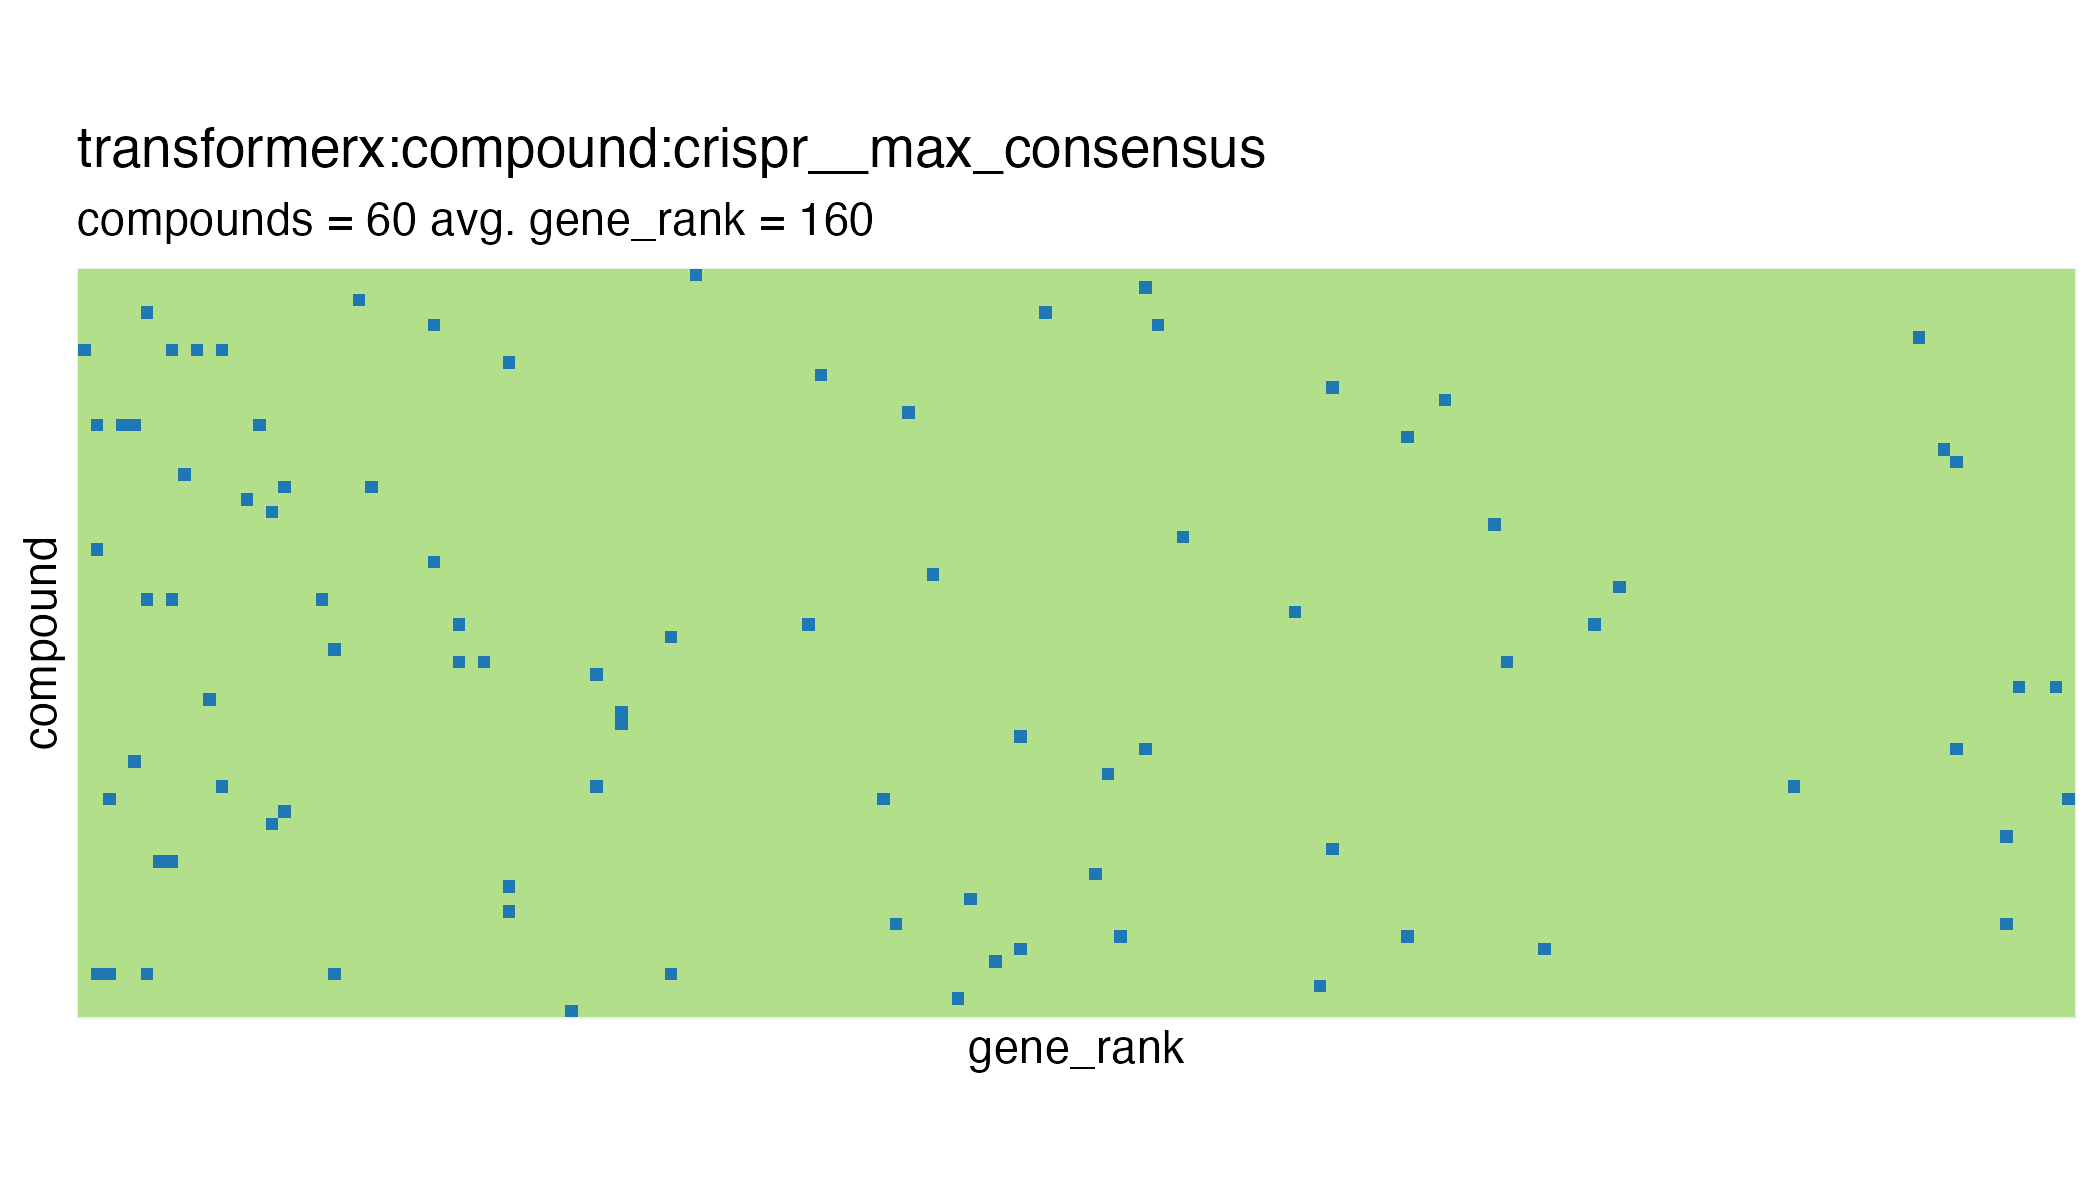 transformerx:compound:crispr__max_consensus
compounds = 60 avg. gene_rank = 160
compound
gene_rank